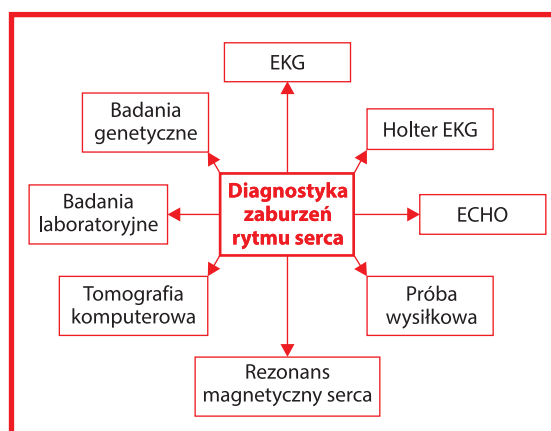 EKG
Badania
genetyczne
Holter EKG
Diagnostyka
zaburzeń
rytmu serca
Badania
laboratoryjne
ECHO
Tomografia
komputerowa
Próba
wysiłkowa
Rezonans
magnetyczny serca